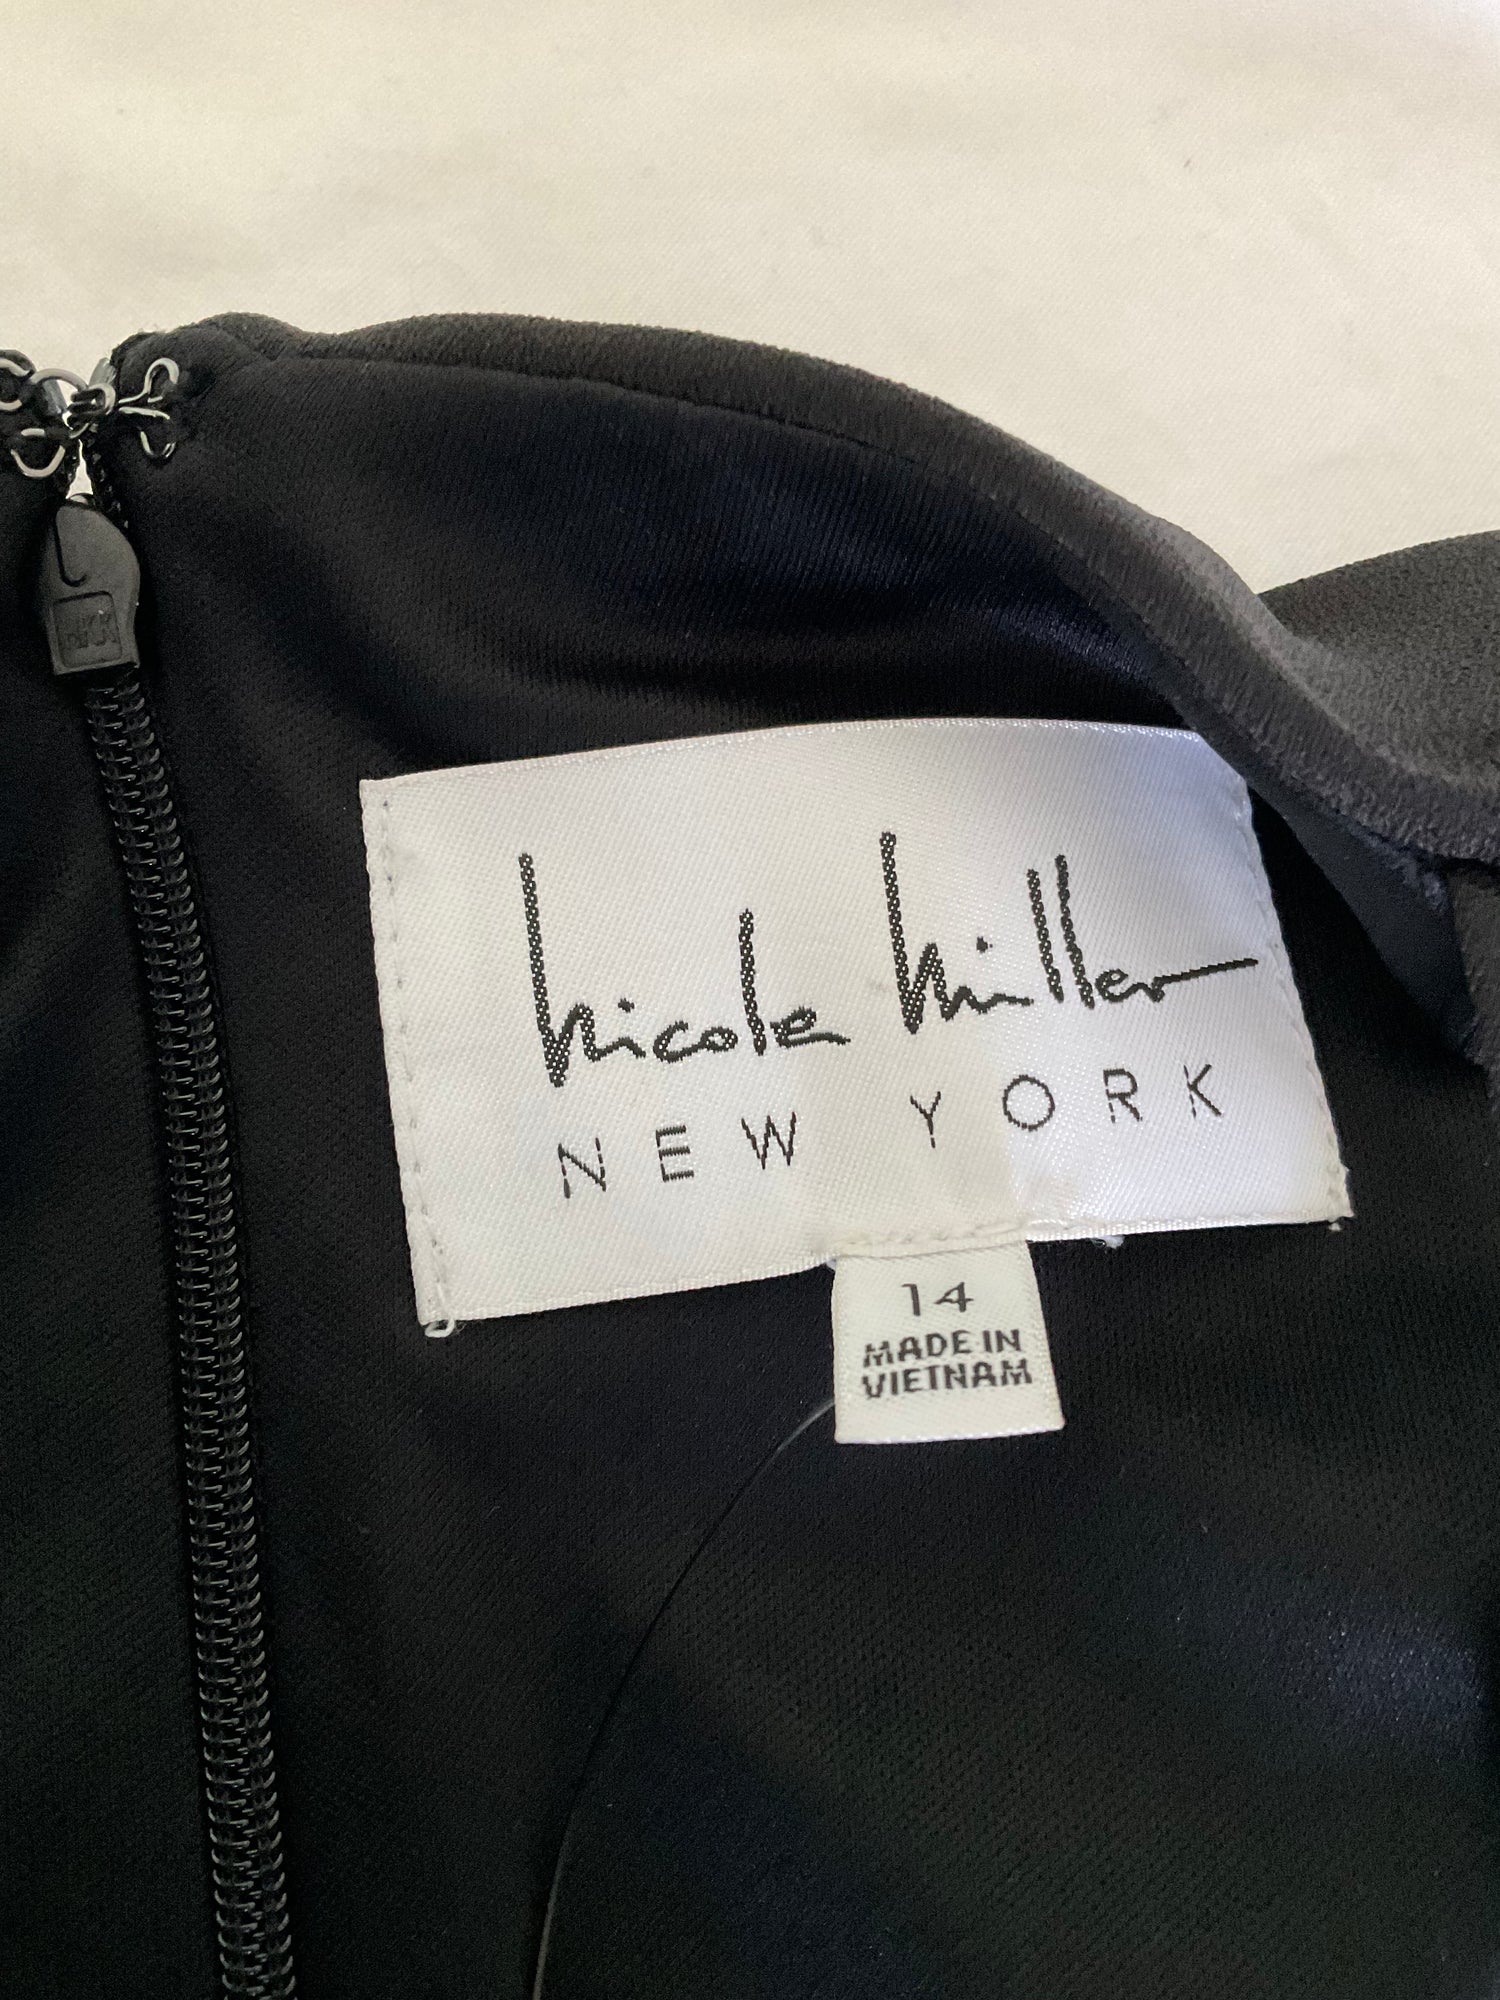 nicole miller
NEW YORK
14
MADE IN
VIETNAM